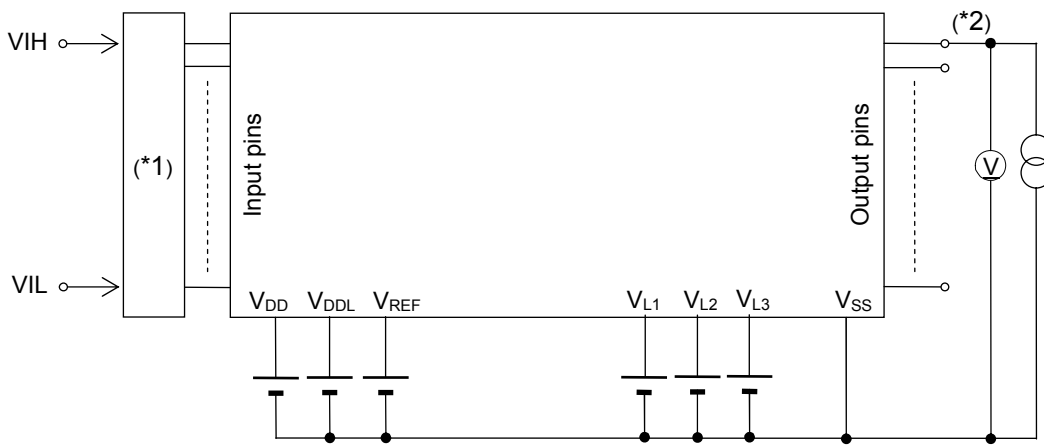 (*2)
VIH
(*1)
Input pins
Output pins
V
VIL
VDD VDDL VREF VL1 VL2 VL3 VSS